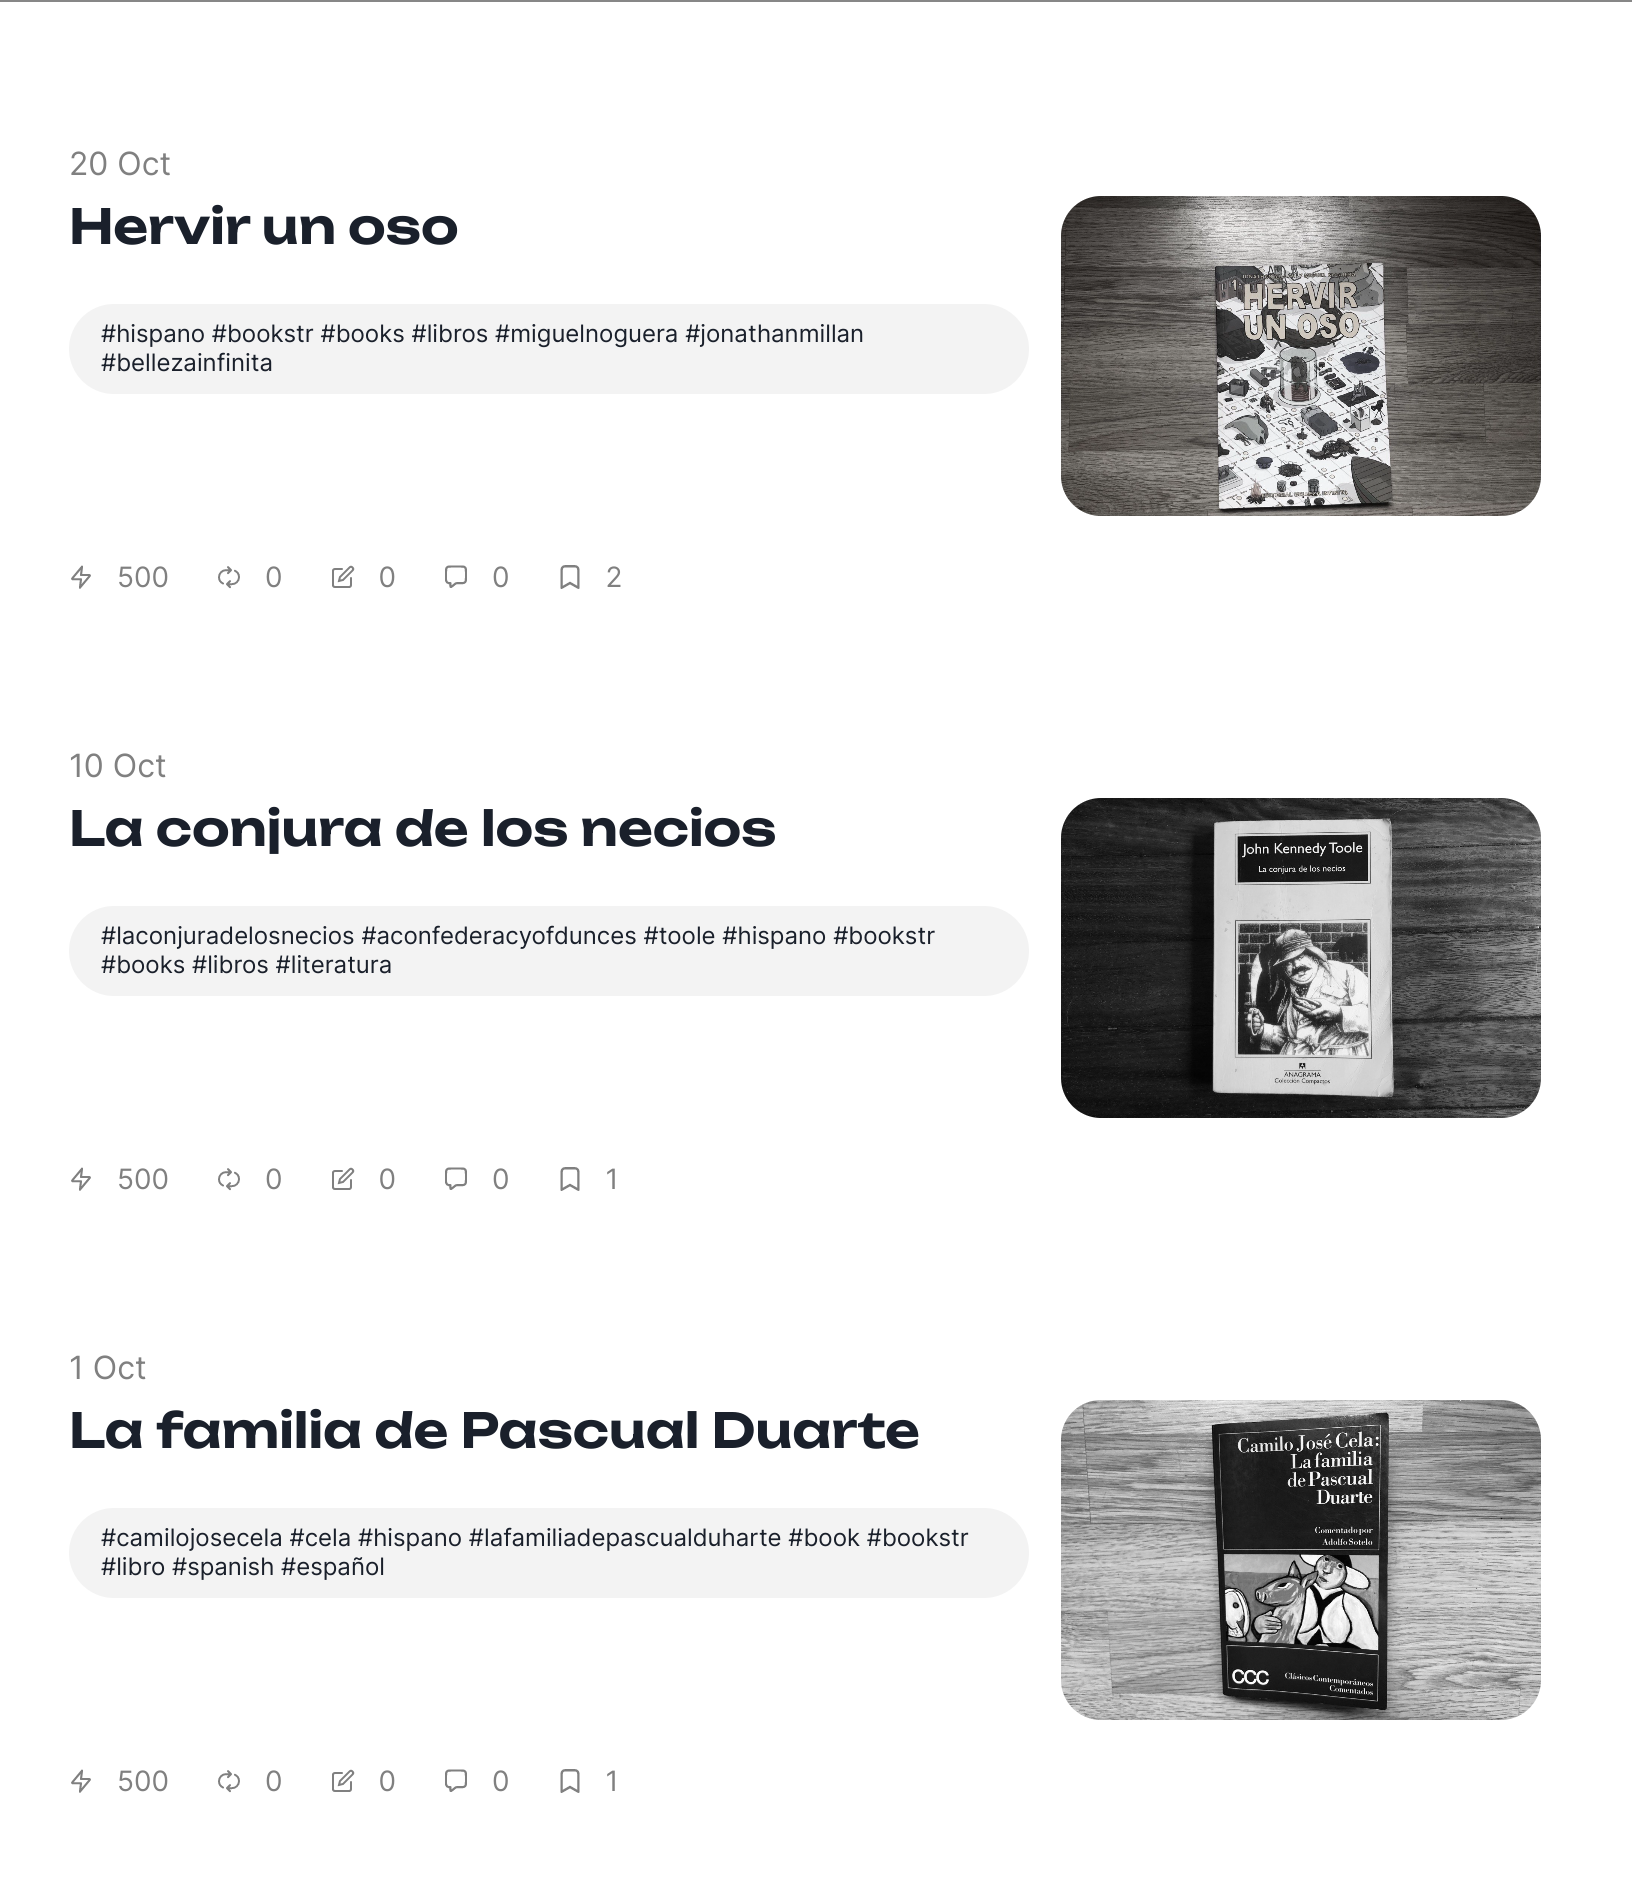 20 Oct
Hervir un oso
#hispano #bookstr #books #libros #miguelnoguera #jonathanmillan
#bellezainfinita
HERVIR
UN OSO
500 0 0 0 2
10 Oct
La conjura de los necios
#laconjuradelosnecios #aconfederacyofdunces #toole #hispano #bookstr
#books #libros #literatura
John Kennedy Toole
La conjura de los necios
ANAGRAMA
Colección Compactos
500 0 0 0 1
1 Oct
La familia de Pascual Duarte
#camilojosecela #cela #hispano #lafamiliadepascualduharte #book #bookstr
#libro #spanish #español
Camilo José Cela:
La familia
de Pascual
Duarte
Comentado por
Adolfo Sotelo
CCC
Clásicos Contemporáneos
Comentados
500 0 0 0 1